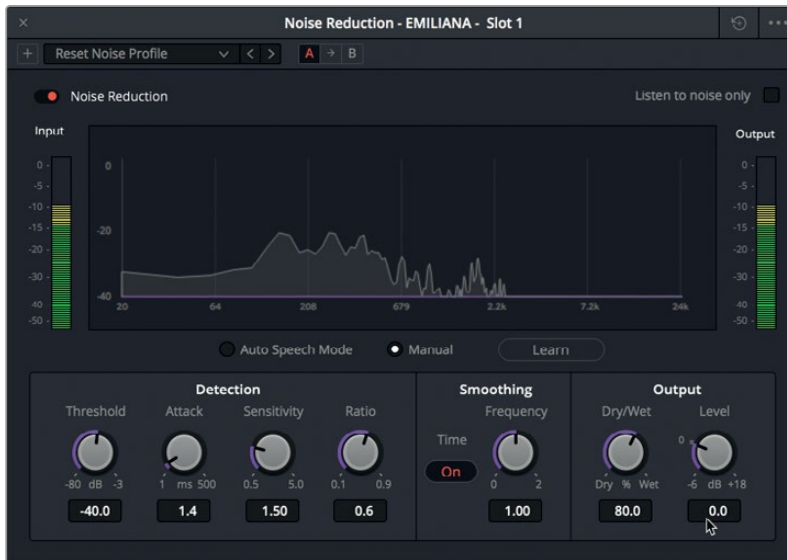 Noise Reduction - EMILIANA - Slot 1
Reset Noise Profile
A
B
Noise Reduction
Listen to noise only
Input
Output
0
-5
-10
-15
-20
-30
40
-50
0
-20
-40
20
64
208
679
2.2k
7.2k
24k
0
-5
-10
-15
-20
-30
40
-50
Auto Speech Mode
Manual
Learn
Detection
Threshold
Attack
Sensitivity
Ratio
-80 dB -3
1 ms 500
0.5 5.0
0.1 0.9
-40.0
1.4
1.50
0.6
Smoothing
Frequency
Time
On
0 2
1.00
Output
Dry/Wet
Level
0
Dry % Wet
-6 dB +18
80.0
0.0